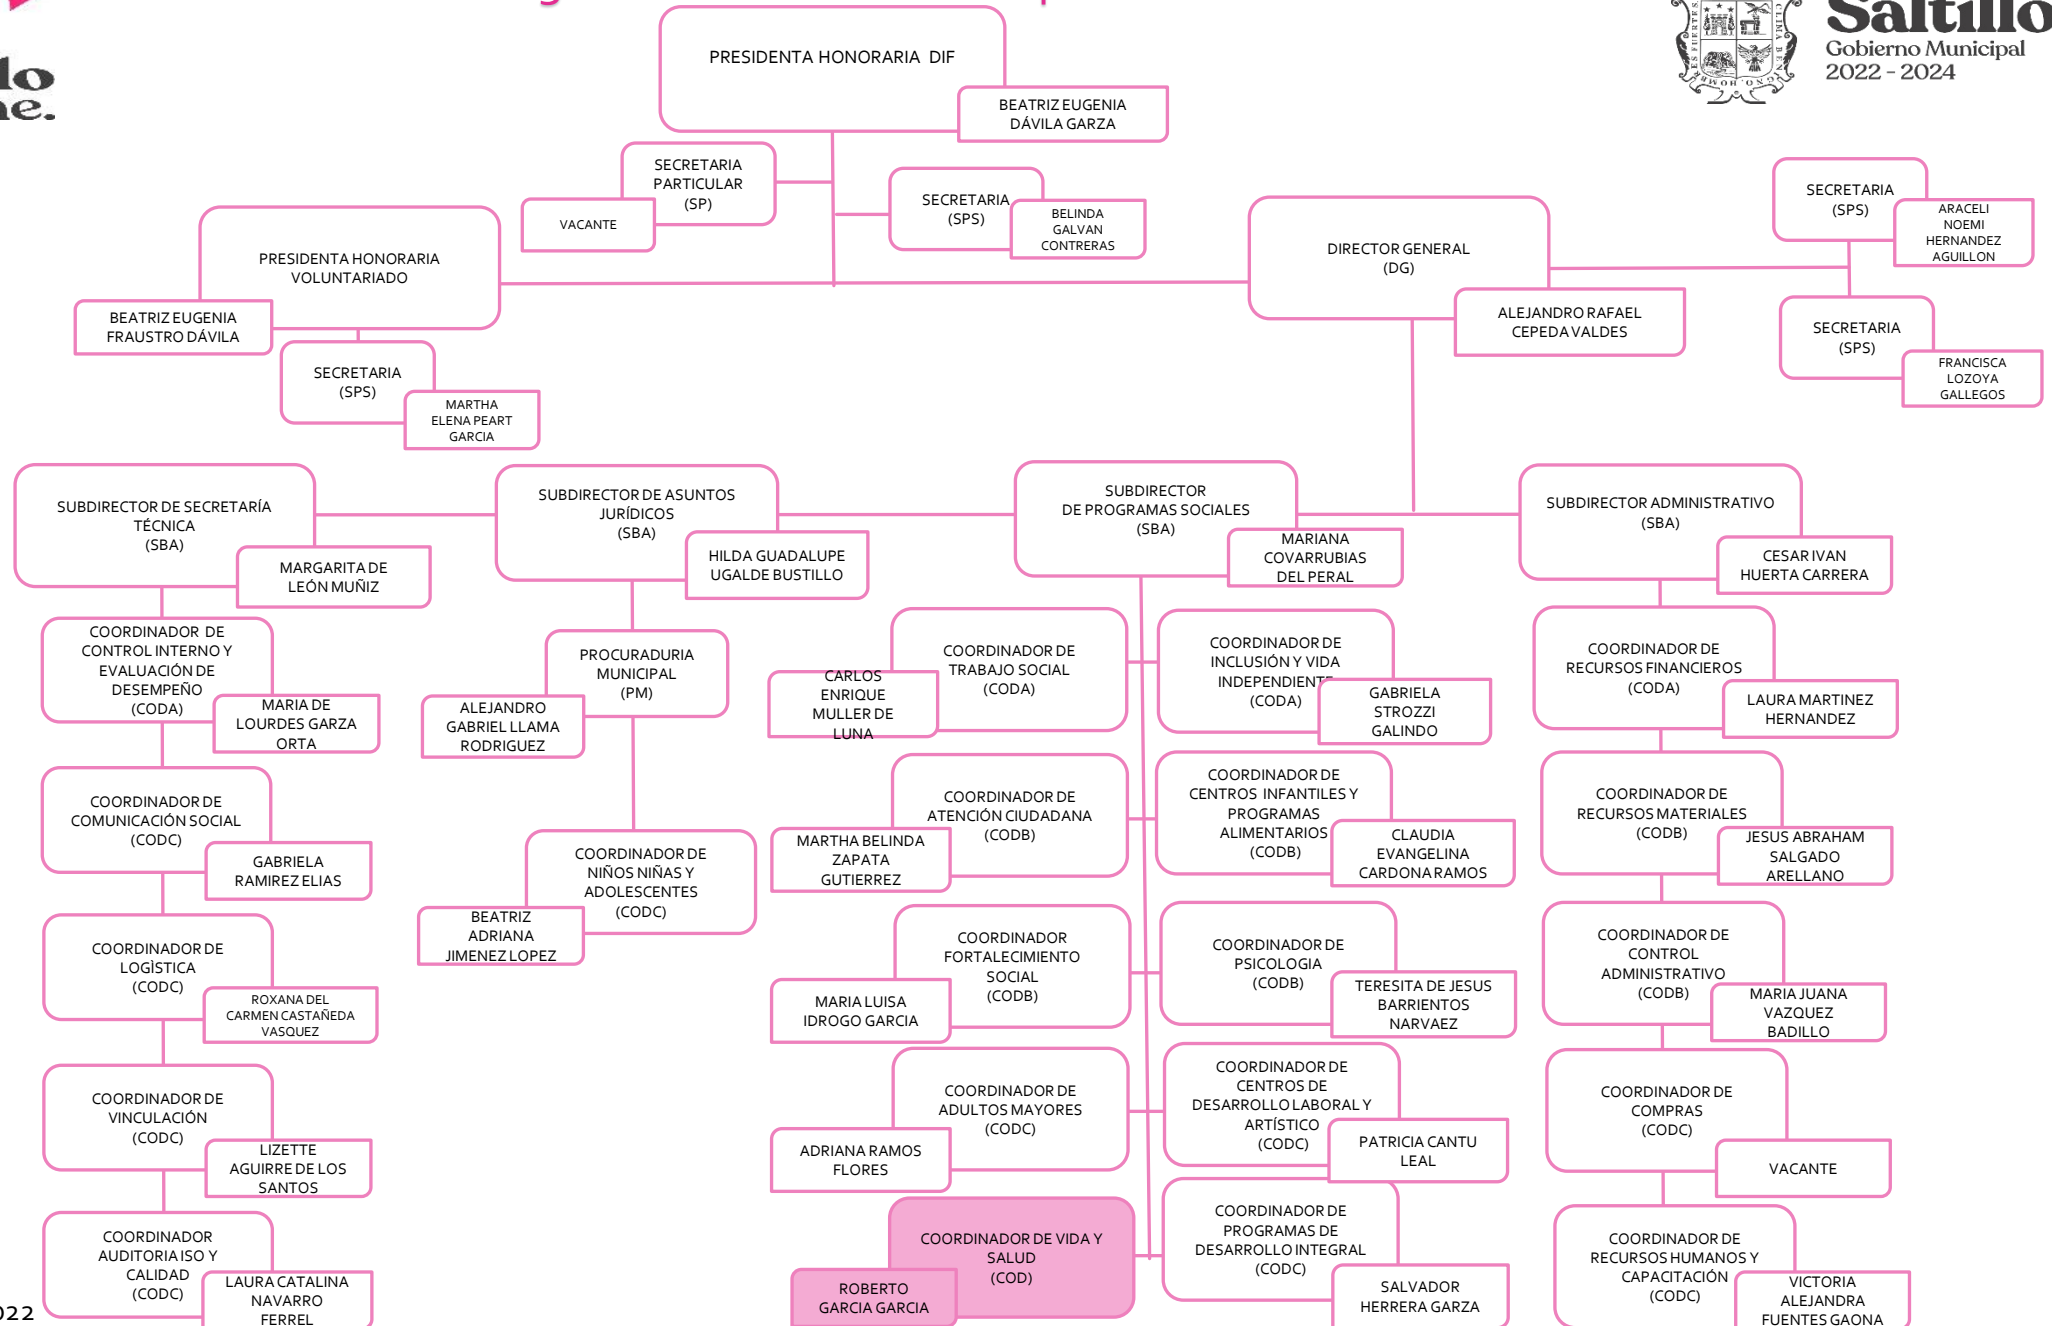 Saltillo
Gobierno Municipal
2022 - 2024
HOMBRES FUERTES
CLIMA BENIGNO
PRESIDENTA HONORARIA DIF
BEATRIZ EUGENIA
DÁVILA GARZA
SECRETARIA
PARTICULAR
(SP)
VACANTE
SECRETARIA
(SPS)
BELINDA
GALVAN
CONTRERAS
PRESIDENTA HONORARIA
VOLUNTARIADO
BEATRIZ EUGENIA
FRAUSTRO DÁVILA
SECRETARIA
(SPS)
MARTHA
ELENA PEART
GARCIA
DIRECTOR GENERAL
(DG)
ALEJANDRO RAFAEL
CEPEDA VALDES
SECRETARIA
(SPS)
ARACELI
NOEMI
HERNANDEZ
AGUILLON
SECRETARIA
(SPS)
FRANCISCA
LOZOYA
GALLEGOS
SUBDIRECTOR DE SECRETARÍA
TÉCNICA
(SBA)
MARGARITA DE
LEÓN MUÑIZ
COORDINADOR DE
CONTROL INTERNO Y
EVALUACIÓN DE
DESEMPEÑO
(CODA)
MARIA DE
LOURDES GARZA
ORTA
COORDINADOR DE
COMUNICACIÓN SOCIAL
(CODC)
GABRIELA
RAMIREZ ELIAS
COORDINADOR DE
LOGÌSTICA
(CODC)
ROXANA DEL
CARMEN CASTAÑEDA
VASQUEZ
COORDINADOR DE
VINCULACIÓN
(CODC)
LIZETTE
AGUIRRE DE LOS
SANTOS
COORDINADOR
AUDITORIA ISO Y
CALIDAD
(CODC)
LAURA CATALINA
NAVARRO
FERREL
SUBDIRECTOR DE ASUNTOS
JURÍDICOS
(SBA)
HILDA GUADALUPE
UGALDE BUSTILLO
PROCURADURIA
MUNICIPAL
(PM)
ALEJANDRO
GABRIEL LLAMA
RODRIGUEZ
COORDINADOR DE
NIÑOS NIÑAS Y
ADOLESCENTES
(CODC)
BEATRIZ
ADRIANA
JIMENEZ LOPEZ
SUBDIRECTOR
DE PROGRAMAS SOCIALES
(SBA)
MARIANA
COVARRUBIAS
DEL PERAL
COORDINADOR DE
TRABAJO SOCIAL
(CODA)
CARLOS
ENRIQUE
MULLER DE
LUNA
COORDINADOR DE
INCLUSIÓN Y VIDA
INDEPENDIENTE
(CODA)
GABRIELA
STROZZI
GALINDO
COORDINADOR DE
ATENCIÓN CIUDADANA
(CODB)
MARTHA BELINDA
ZAPATA
GUTIERREZ
COORDINADOR DE
CENTROS INFANTILES Y
PROGRAMAS
ALIMENTARIOS
(CODB)
CLAUDIA
EVANGELINA
CARDONA RAMOS
COORDINADOR
FORTALECIMIENTO
SOCIAL
(CODB)
MARIA LUISA
IDROGO GARCIA
COORDINADOR DE
PSICOLOGIA
(CODB)
TERESITA DE JESUS
BARRIENTOS
NARVAEZ
COORDINADOR DE
ADULTOS MAYORES
(CODC)
ADRIANA RAMOS
FLORES
COORDINADOR DE
CENTROS DE
DESARROLLO LABORAL Y
ARTÍSTICO
(CODC)
PATRICIA CANTU
LEAL
COORDINADOR DE VIDA Y
SALUD
(COD)
ROBERTO
GARCIA GARCIA
COORDINADOR DE
PROGRAMAS DE
DESARROLLO INTEGRAL
(CODC)
SALVADOR
HERRERA GARZA
SUBDIRECTOR ADMINISTRATIVO
(SBA)
CESAR IVAN
HUERTA CARRERA
COORDINADOR DE
RECURSOS FINANCIEROS
(CODA)
LAURA MARTINEZ
HERNANDEZ
COORDINADOR DE
RECURSOS MATERIALES
(CODB)
JESUS ABRAHAM
SALGADO
ARELLANO
COORDINADOR DE
CONTROL
ADMINISTRATIVO
(CODB)
MARIA JUANA
VAZQUEZ
BADILLO
COORDINADOR DE
COMPRAS
(CODC)
VACANTE
COORDINADOR DE
RECURSOS HUMANOS Y
CAPACITACIÓN
(CODC)
VICTORIA
ALEJANDRA
FUENTES GAONA